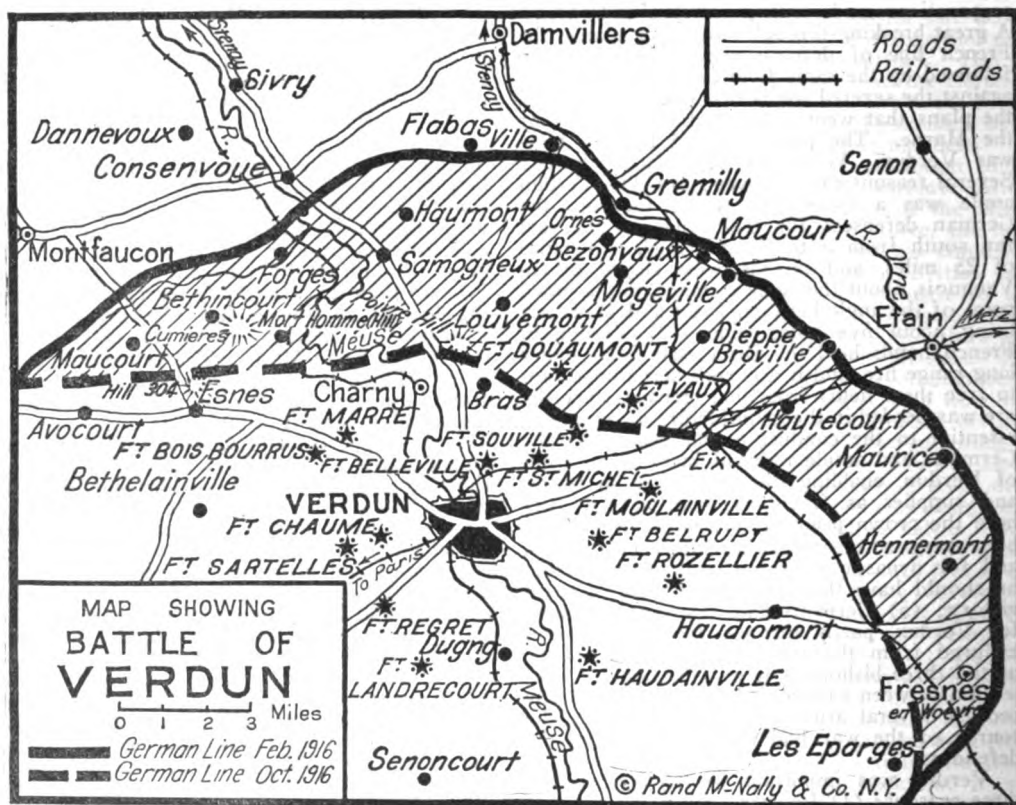 Damvillers
Roads
Railroads
Stenay
Stenay
Sivry
R.
Dannevoux
Consenvoye
Flabas
Ville
Senon
Gremilly
Montfaucon
Haumont
Ornes
Bezonvaux
Maucourt
R.
Orne
Samogneux
Forges
Bethincourt
Mogeville
Cumieres
Mort Homme (Hill)
Louvemont
Etain
Metz
Meuse
Dieppe
Broville
Maucourt
Hill 304
FT. DOUAUMONT
Esnes
Charny
Bras
FT. VAUX
Hautecourt
Avocourt
FT. MARRE
FT. BOIS BOURRUS
FT. SOUVILLE
FT. BELLEVILLE
FT. ST. MICHEL
Eix
Maurice
Bethelainville
VERDUN
FT. MOULAINVILLE
FT. CHAUME
FT. BELRUPT
Hennemont
FT. SARTELLES
To Paris
FT. ROZELLIER
FT. REGRET
Haudiomont
Dugny
FT. LANDRECOURT
R. Meuse
FT. HAUDAINVILLE
Fresnes
en Woevre
Les Eparges
Senoncourt
MAP SHOWING
BATTLE OF
VERDUN
0 1 2 3 Miles
German Line Feb. 1916
German Line Oct. 1916
© Rand McNally & Co. N.Y.